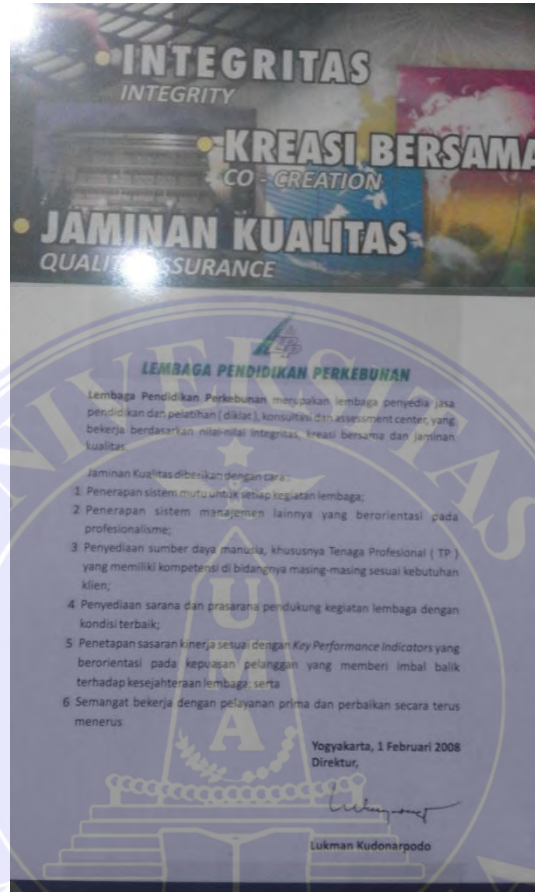 • INTEGRITAS
INTEGRITY
• KREASI BERSAMA
CO - CREATION
• JAMINAN KUALITAS
QUALITY ASSURANCE
LPP
LEMBAGA PENDIDIKAN PERKEBUNAN
Lembaga Pendidikan Perkebunan merupakan lembaga penyedia jasa
pendidikan dan pelatihan ( diklat ), konsultasi dan assessment center, yang
bekerja berdasarkan nilai-nilai integritas, kreasi bersama dan jaminan
kualitas.
Jaminan Kualitas diberikan dengan cara :
1 Penerapan sistem mutu untuk setiap kegiatan lembaga;
2 Penerapan sistem manajemen lainnya yang berorientasi pada
profesionalisme;
3 Penyediaan sumber daya manusia, khususnya Tenaga Profesional ( TP )
yang memiliki kompetensi di bidangnya masing-masing sesuai kebutuhan
klien;
4 Penyediaan sarana dan prasarana pendukung kegiatan lembaga dengan
kondisi terbaik;
5 Penetapan sasaran kinerja sesuai dengan Key Performance Indicators yang
berorientasi pada kepuasan pelanggan yang memberi imbal balik
terhadap kesejahteraan lembaga; serta
6 Semangat bekerja dengan pelayanan prima dan perbaikan secara terus
menerus
Yogyakarta, 1 Februari 2008
Direktur,
Lukman Kudonarpodo
UNIVERSITAS
UMA